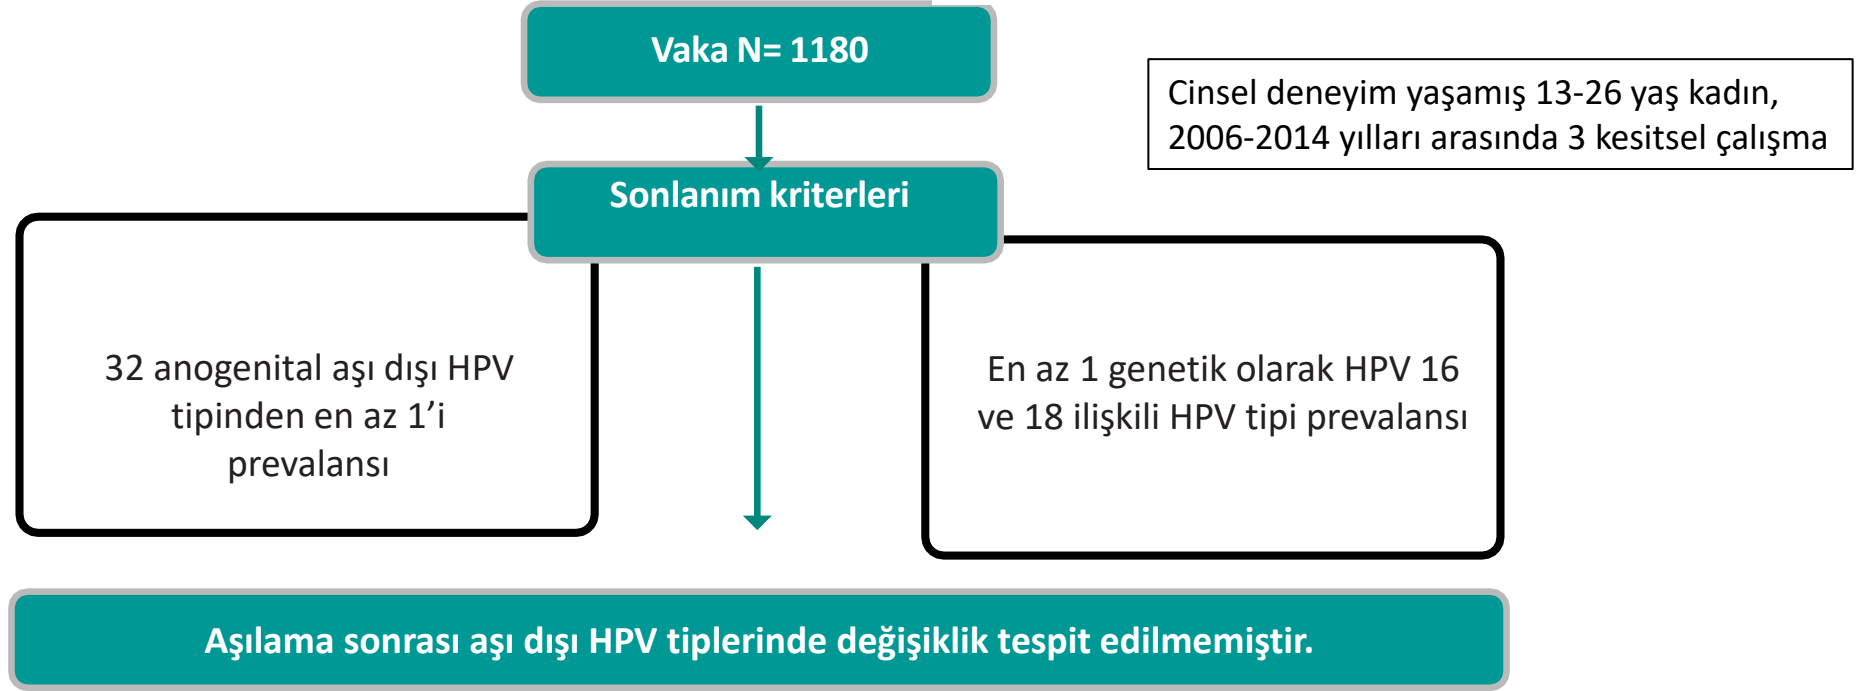 Vaka N= 1180
Cinsel deneyim yaşamış 13-26 yaş kadın,
2006-2014 yılları arasında 3 kesitsel çalışma
Sonlanım kriterleri
32 anogenital aşı dışı HPV
tipinden en az 1’i
prevalansı
En az 1 genetik olarak HPV 16
ve 18 ilişkili HPV tipi prevalansı
Aşılama sonrası aşı dışı HPV tiplerinde değişiklik tespit edilmemiştir.